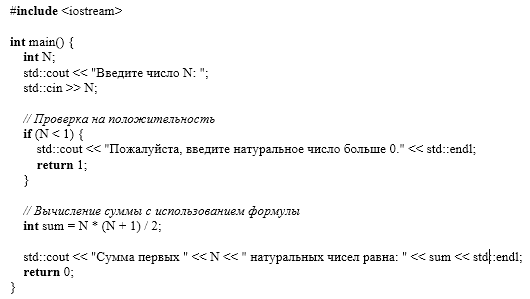 #include <iostream>
int main() {
int N;
std::cout << "Введите число N: ";
std::cin >> N;
// Проверка на положительность
if (N < 1) {
std::cout << "Пожалуйста, введите натуральное число больше 0." << std::endl;
return 1;
}
// Вычисление суммы с использованием формулы
int sum = N * (N + 1) / 2;
std::cout << "Сумма первых " << N << " натуральных чисел равна: " << sum << std::endl;
return 0;
}